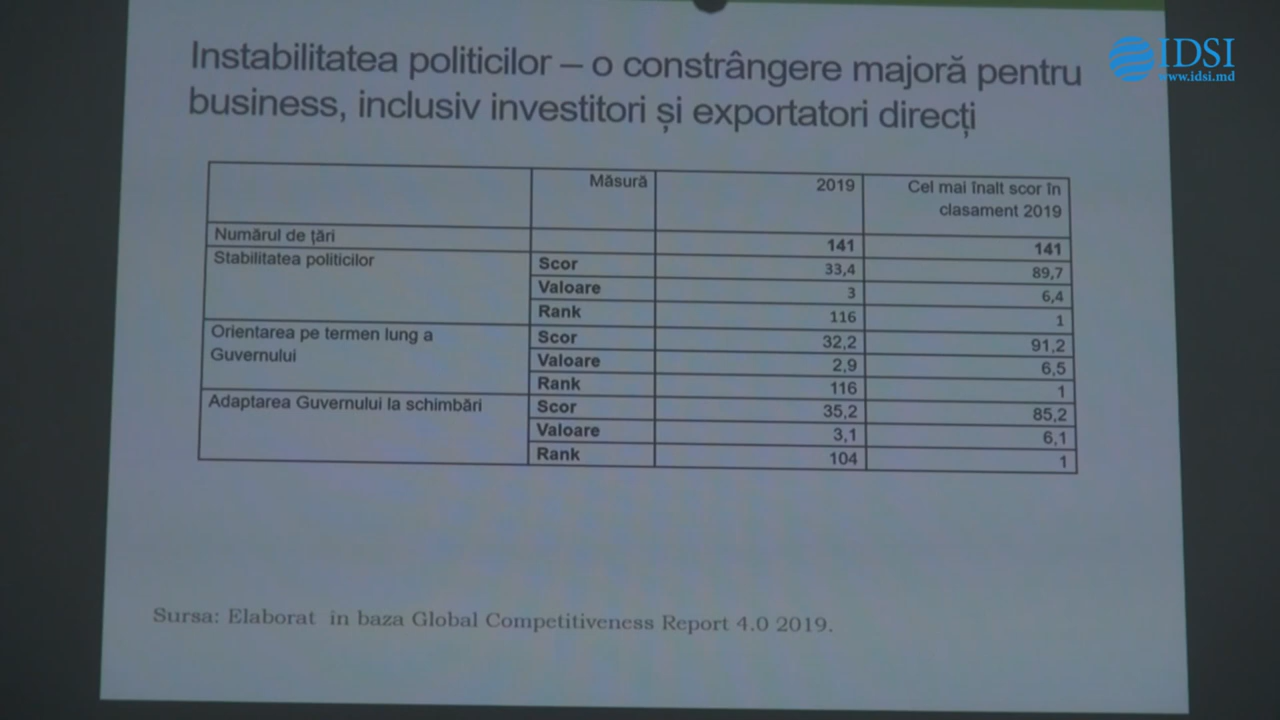 IDSI
www.idsi.md
Instabilitatea politicilor – o constrângere majoră pentru
business, inclusiv investitori și exportatori direcți
Măsură 2019 Cel mai înalt scor în
clasament 2019
Numărul de țări 141 141
Stabilitatea politicilor Scor 33,4 89,7
Valoare 3 6,4
Rank 116 1
Orientarea pe termen lung a Scor 32,2 91,2
Guvernului Valoare 2,9 6,5
Rank 116 1
Adaptarea Guvernului la schimbări Scor 35,2 85,2
Valoare 3,1 6,1
Rank 104 1
Sursa: Elaborat în baza Global Competitiveness Report 4.0 2019.